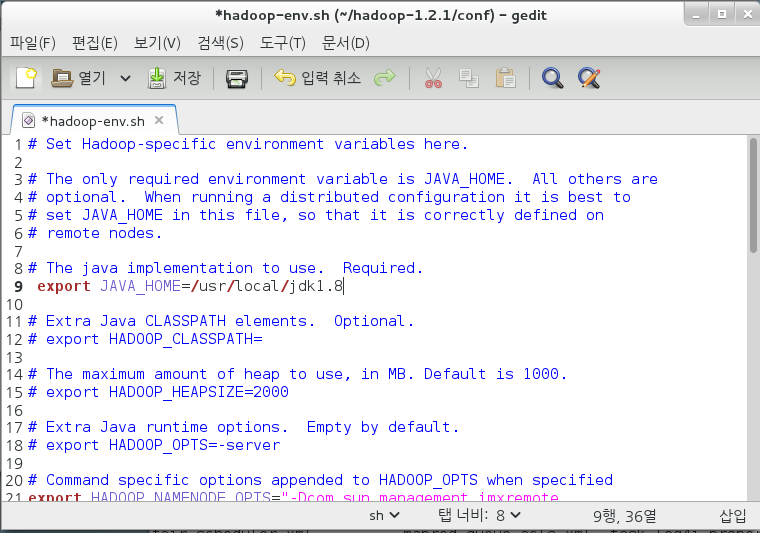 *hadoop-env.sh (~/hadoop-1.2.1/conf) - gedit
파일(F) 편집(E) 보기(V) 검색(S) 도구(T) 문서(D)
열기 저장 입력 취소
*hadoop-env.sh
1 # Set Hadoop-specific environment variables here.
2
3 # The only required environment variable is JAVA_HOME.  All others are
4 # optional.  When running a distributed configuration it is best to
5 # set JAVA_HOME in this file, so that it is correctly defined on
6 # remote nodes.
7
8 # The java implementation to use.  Required.
9 export JAVA_HOME=/usr/local/jdk1.8
10
11 # Extra Java CLASSPATH elements.  Optional.
12 # export HADOOP_CLASSPATH=
13
14 # The maximum amount of heap to use, in MB. Default is 1000.
15 # export HADOOP_HEAPSIZE=2000
16
17 # Extra Java runtime options.  Empty by default.
18 # export HADOOP_OPTS=-server
19
20 # Command specific options appended to HADOOP_OPTS when specified
21 export HADOOP_NAMENODE_OPTS="-Dcom.sun.management.jmxremote
sh 탭 너비: 8 9행, 36열 삽입